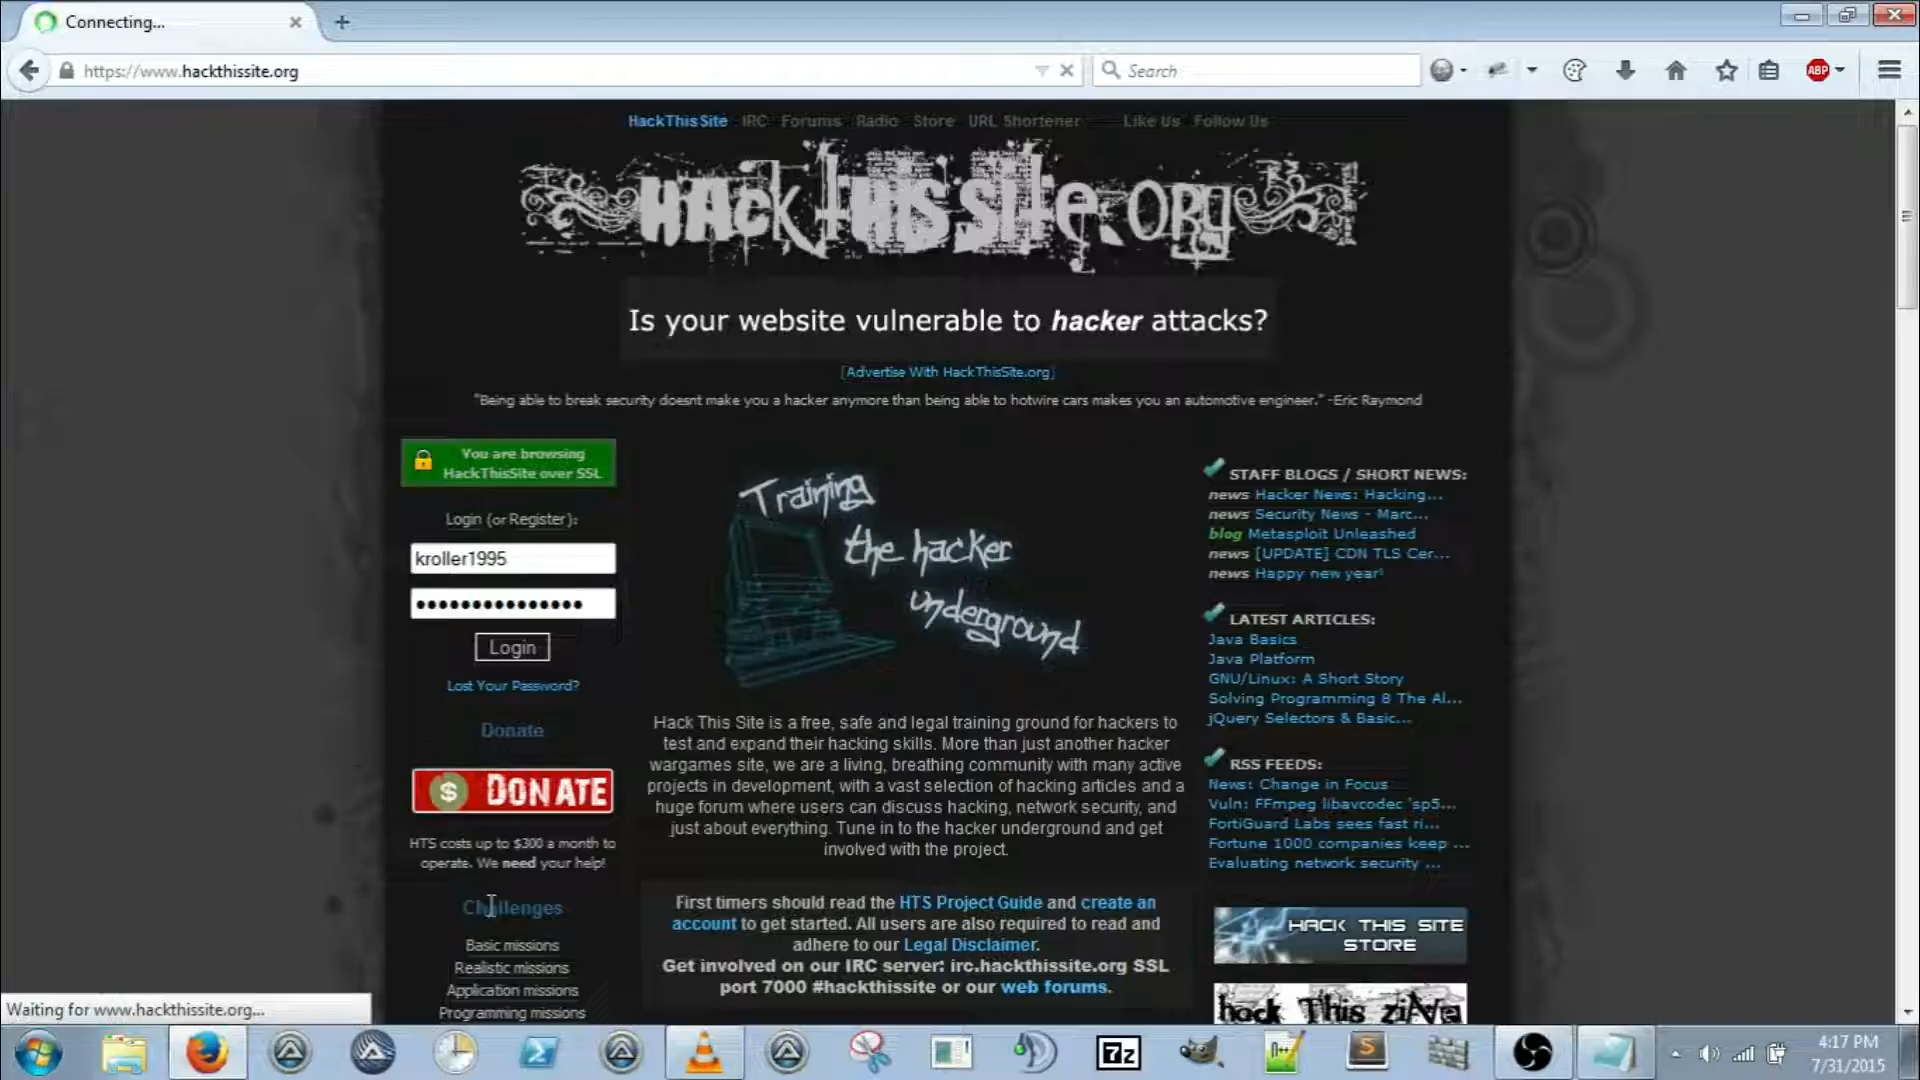 Connecting...
https://www.hackthissite.org
Search
ABP
HackThisSite IRC Forums Radio Store URL Shortener Like Us Follow Us
HACK THIS SITE.ORG
Is your website vulnerable to hacker attacks?
[Advertise With HackThisSite.org]
"Being able to break security doesnt make you a hacker anymore than being able to hotwire cars makes you an automotive engineer." -Eric Raymond
You are browsing
HackThisSite over SSL
Login (or Register):
kroller1995
Login
Lost Your Password?
Donate
$ DONATE
HTS costs up to $300 a month to
operate. We need your help!
Challenges
Basic missions
Realistic missions
Application missions
Programming missions
Training
the hacker
underground
Hack This Site is a free, safe and legal training ground for hackers to
test and expand their hacking skills. More than just another hacker
wargames site, we are a living, breathing community with many active
projects in development, with a vast selection of hacking articles and a
huge forum where users can discuss hacking, network security, and
just about everything. Tune in to the hacker underground and get
involved with the project.
First timers should read the HTS Project Guide and create an
account to get started. All users are also required to read and
adhere to our Legal Disclaimer.
Get involved on our IRC server: irc.hackthissite.org SSL
port 7000 #hackthissite or our web forums.
STAFF BLOGS / SHORT NEWS:
news Hacker News: Hacking...
news Security News - Marc...
blog Metasploit Unleashed
news [UPDATE] CDN TLS Cer...
news Happy new year!
LATEST ARTICLES:
Java Basics
Java Platform
GNU/Linux: A Short Story
Solving Programming 8 The Al...
jQuery Selectors & Basic...
RSS FEEDS:
News: Change in Focus
Vuln: FFmpeg libavcodec 'sp5...
FortiGuard Labs sees fast ri...
Fortune 1000 companies keep ...
Evaluating network security ...
HACK THIS SITE
STORE
hack This ziNe
Waiting for www.hackthissite.org...
7z
S
4:17 PM
7/31/2015